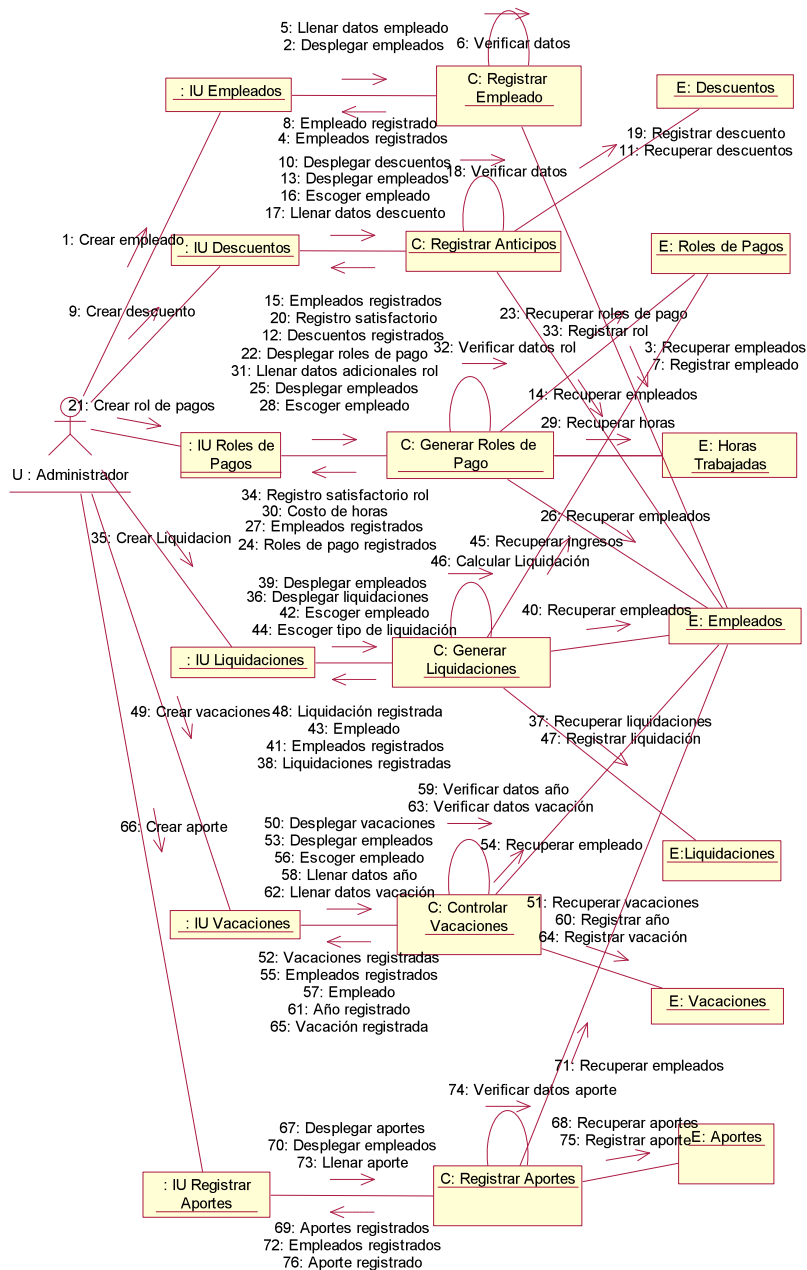 5: Llenar datos empleado
2: Desplegar empleados
6: Verificar datos
: IU Empleados
C: Registrar
Empleado
E: Descuentos
8: Empleado registrado
4: Empleados registrados
19: Registrar descuento
11: Recuperar descuentos
10: Desplegar descuentos
13: Desplegar empleados
16: Escoger empleado
17: Llenar datos descuento
18: Verificar datos
1: Crear empleado
: IU Descuentos
C: Registrar Anticipos
E: Roles de Pagos
9: Crear descuento
15: Empleados registrados
20: Registro satisfactorio
12: Descuentos registrados
23: Recuperar roles de pago
33: Registrar rol
3: Recuperar empleados
7: Registrar empleado
22: Desplegar roles de pago
31: Llenar datos adicionales rol
25: Desplegar empleados
28: Escoger empleado
32: Verificar datos rol
14: Recuperar empleados
29: Recuperar horas
21: Crear rol de pagos
: IU Roles de
Pagos
C: Generar Roles de
Pago
E: Horas
Trabajadas
U : Administrador
34: Registro satisfactorio rol
30: Costo de horas
27: Empleados registrados
24: Roles de pago registrados
26: Recuperar empleados
45: Recuperar ingresos
46: Calcular Liquidación
35: Crear Liquidacion
39: Desplegar empleados
36: Desplegar liquidaciones
42: Escoger empleado
44: Escoger tipo de liquidación
40: Recuperar empleados
E: Empleados
: IU Liquidaciones
C: Generar
Liquidaciones
49: Crear vacaciones
48: Liquidación registrada
43: Empleado
41: Empleados registrados
38: Liquidaciones registradas
37: Recuperar liquidaciones
47: Registrar liquidación
59: Verificar datos año
63: Verificar datos vacación
66: Crear aporte
50: Desplegar vacaciones
53: Desplegar empleados
56: Escoger empleado
58: Llenar datos año
62: Llenar datos vacación
54: Recuperar empleado
E:Liquidaciones
: IU Vacaciones
C: Controlar
Vacaciones
51: Recuperar vacaciones
60: Registrar año
64: Registrar vacación
52: Vacaciones registradas
55: Empleados registrados
57: Empleado
61: Año registrado
65: Vacación registrada
E: Vacaciones
71: Recuperar empleados
74: Verificar datos aporte
67: Desplegar aportes
70: Desplegar empleados
73: Llenar aporte
68: Recuperar aportes
75: Registrar aporte
E: Aportes
: IU Registrar
Aportes
C: Registrar Aportes
69: Aportes registrados
72: Empleados registrados
76: Aporte registrado